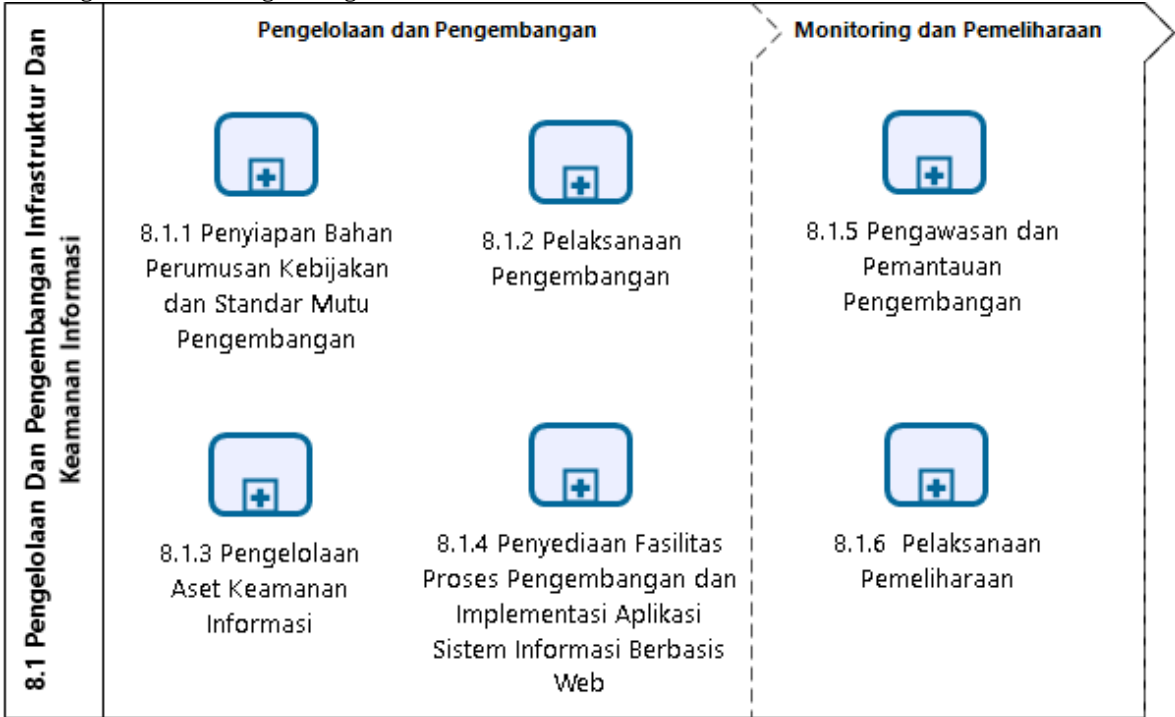 8.1 Pengelolaan Dan Pengembangan Infrastruktur Dan
Keamanan Informasi
Pengelolaan dan Pengembangan
Monitoring dan Pemeliharaan
8.1.1 Penyiapan Bahan
Perumusan Kebijakan
dan Standar Mutu
Pengembangan
8.1.2 Pelaksanaan
Pengembangan
8.1.5 Pengawasan dan
Pemantauan
Pengembangan
8.1.3 Pengelolaan
Aset Keamanan
Informasi
8.1.4 Penyediaan Fasilitas
Proses Pengembangan dan
Implementasi Aplikasi
Sistem Informasi Berbasis
Web
8.1.6 Pelaksanaan
Pemeliharaan